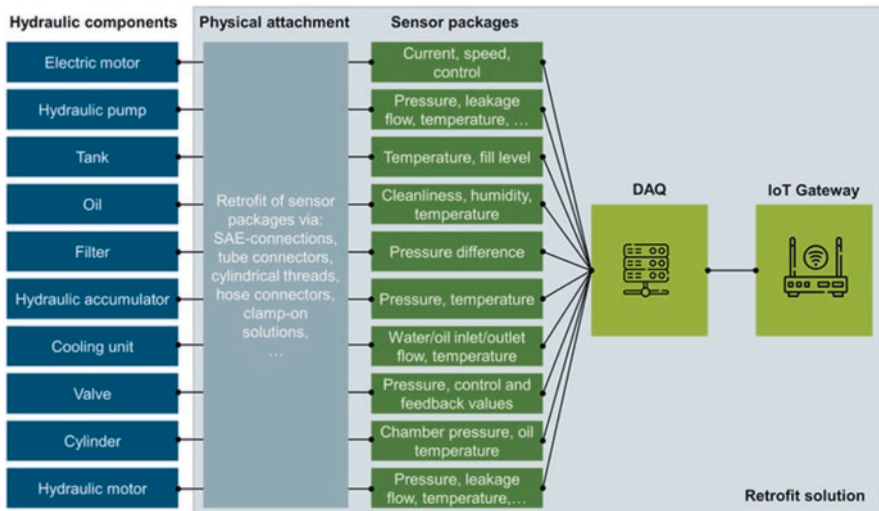 Hydraulic components
Physical attachment
Sensor packages
Electric motor
Current, speed,
control
Hydraulic pump
Pressure, leakage
flow, temperature, …
Tank
Temperature, fill level
Oil
Cleanliness, humidity,
temperature
Filter
Pressure difference
Hydraulic accumulator
Pressure, temperature
Cooling unit
Water/oil inlet/outlet
flow, temperature
Valve
Pressure, control and
feedback values
Cylinder
Chamber pressure, oil
temperature
Hydraulic motor
Pressure, leakage
flow, temperature,…
Retrofit of sensor
packages via:
SAE-connections,
tube connectors,
cylindrical threads,
hose connectors,
clamp-on
solutions,
…
DAQ
IoT Gateway
Retrofit solution